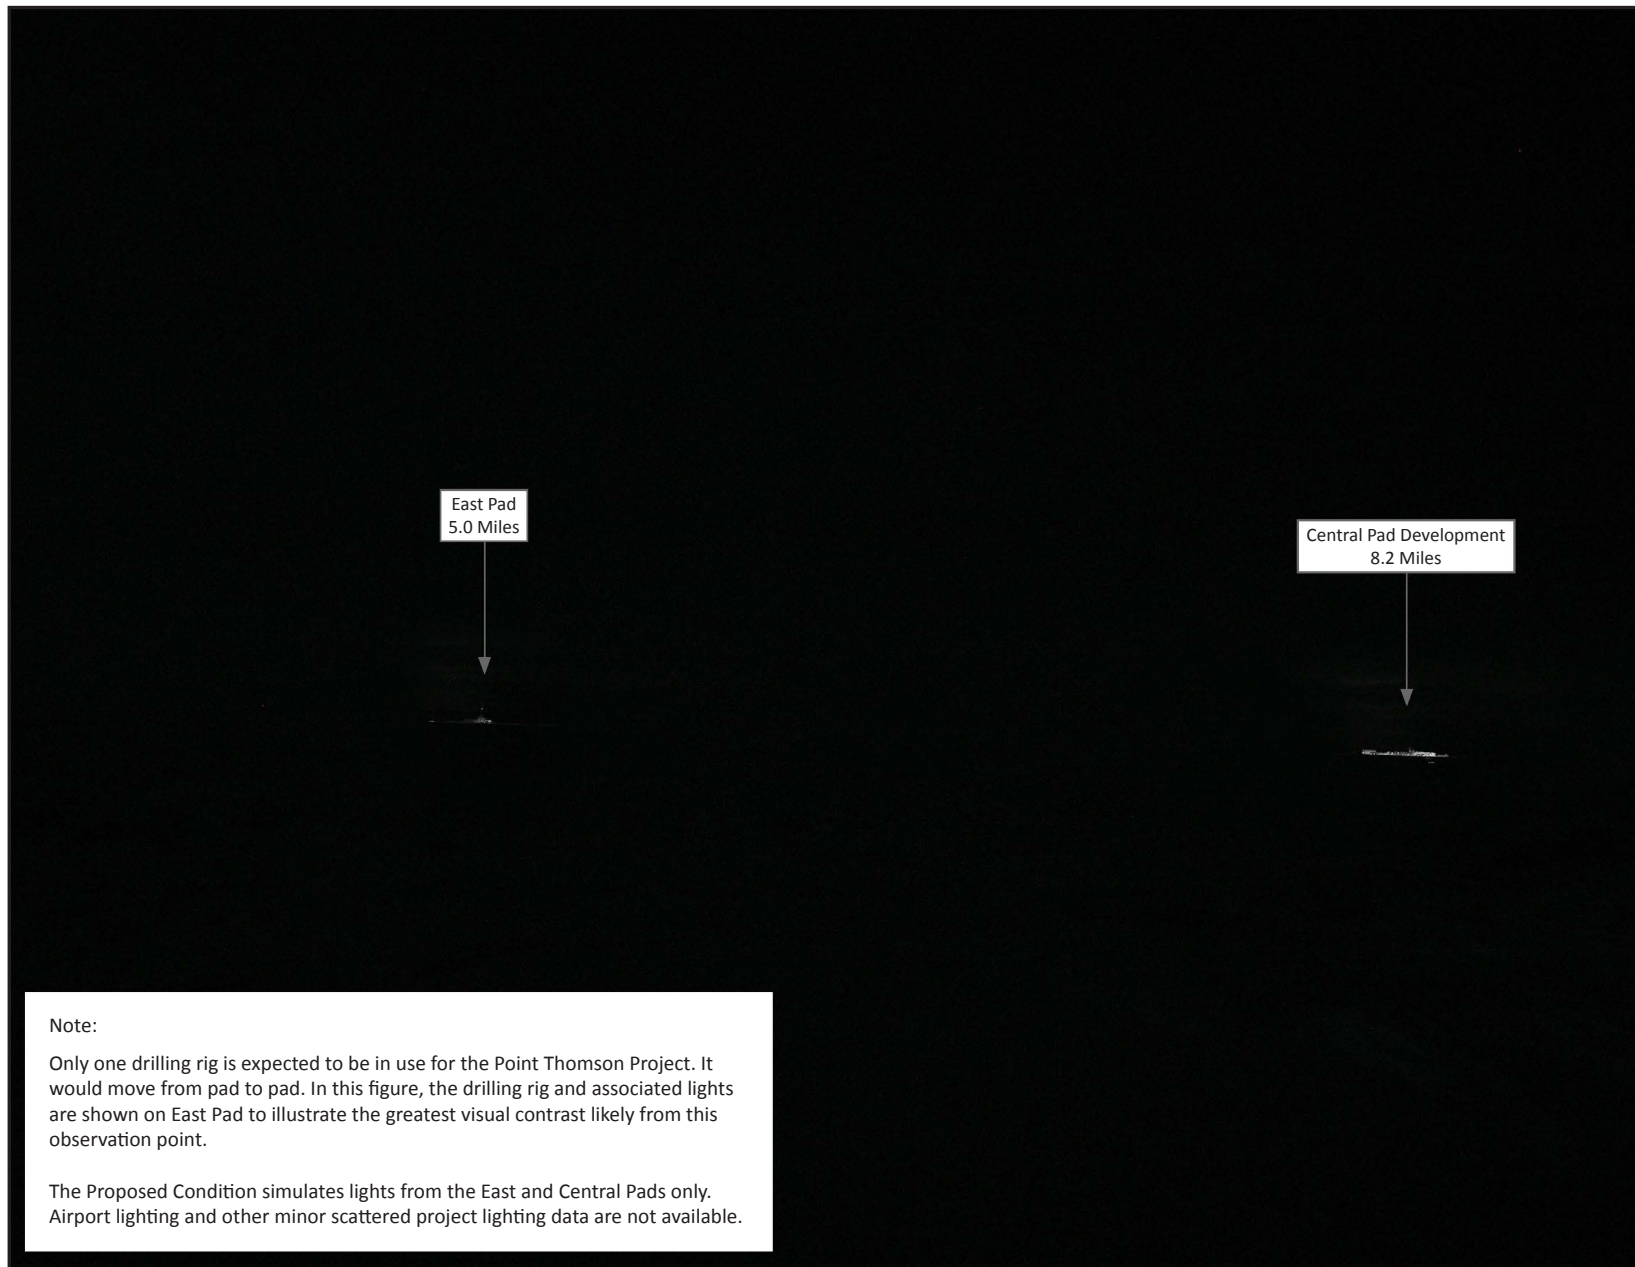 East Pad
5.0 Miles
Central Pad Development
8.2 Miles
Note:
Only one drilling rig is expected to be in use for the Point Thomson Project. It
would move from pad to pad. In this figure, the drilling rig and associated lights
are shown on East Pad to illustrate the greatest visual contrast likely from this
observation point.
The Proposed Condition simulates lights from the East and Central Pads only.
Airport lighting and other minor scattered project lighting data are not available.